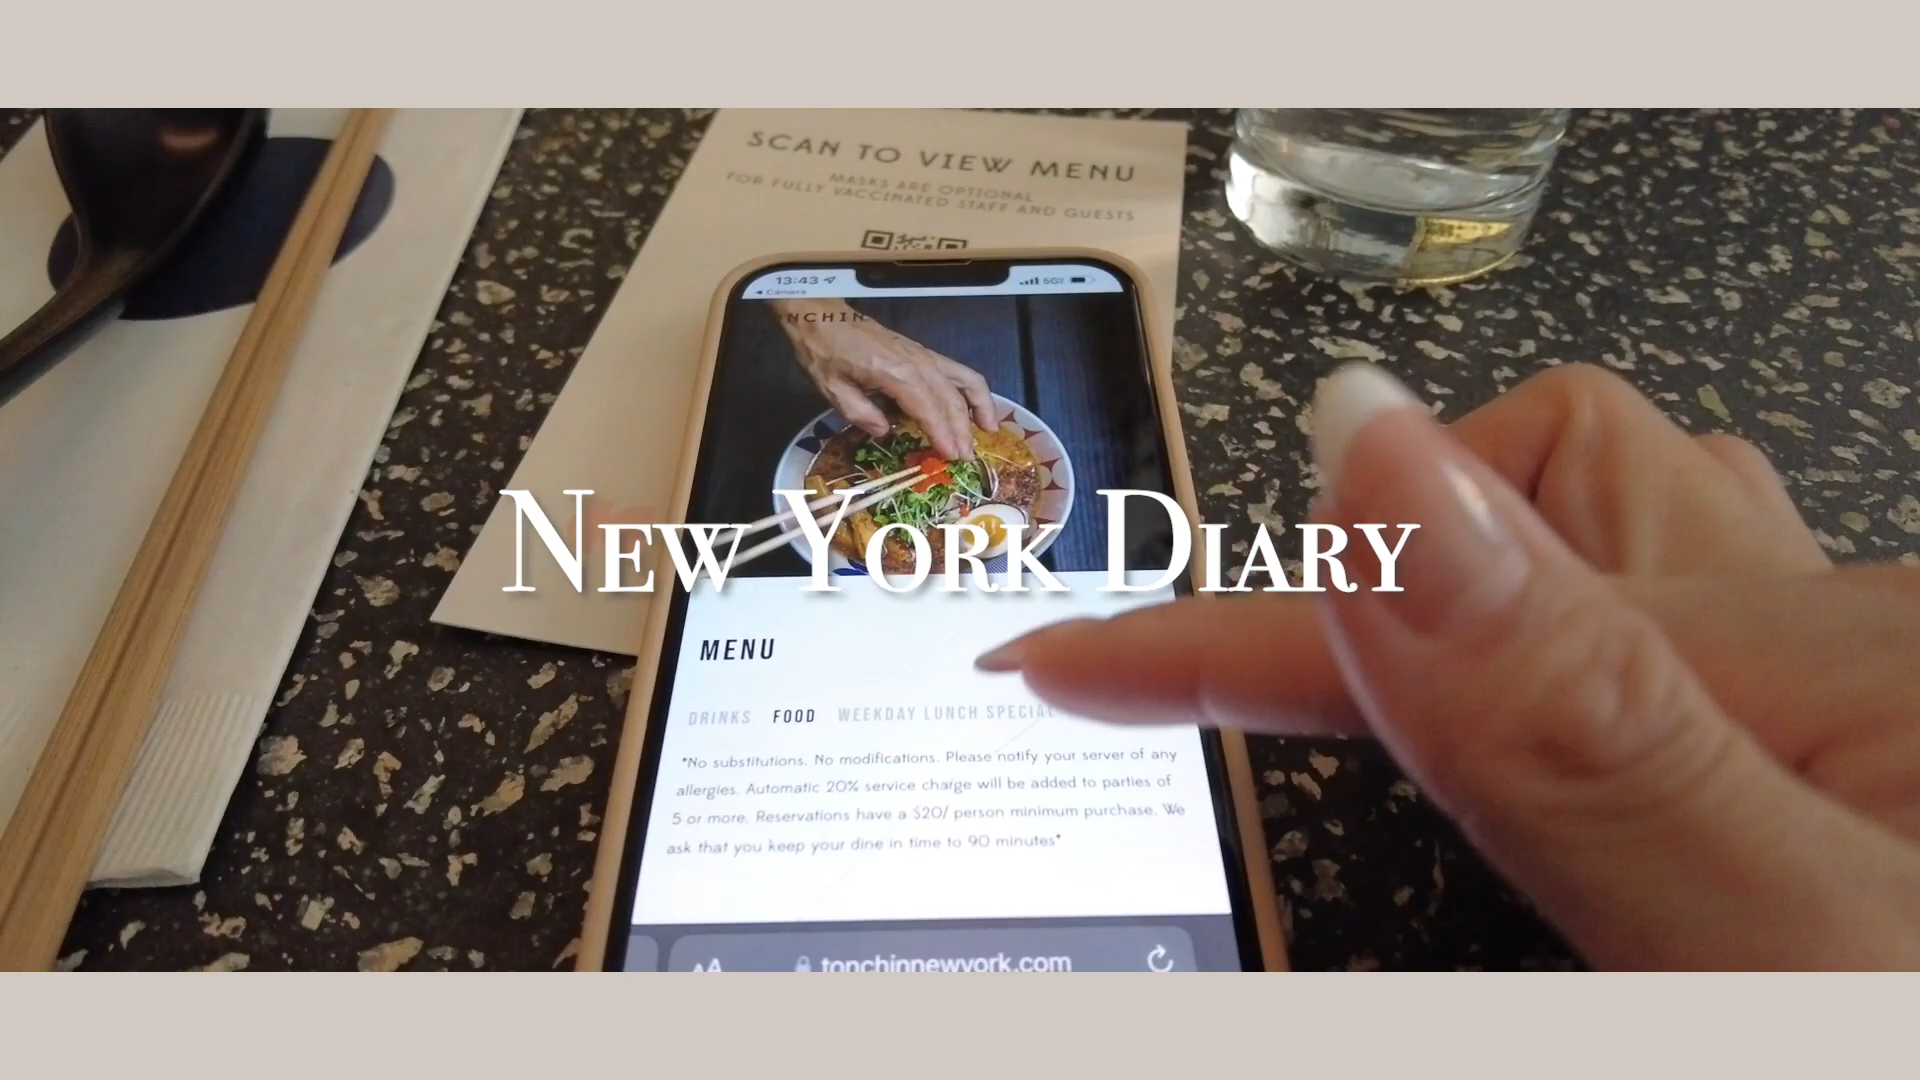 SCAN TO VIEW MENU
MASKS ARE OPTIONAL
FOR FULLY VACCINATED STAFF AND GUESTS
13:43 5G
◄ Camera
NCHIN
New York Diary
MENU
DRINKS FOOD WEEKDAY LUNCH SPECIAL
*No substitutions. No modifications. Please notify your server of any
allergies. Automatic 20% service charge will be added to parties of
5 or more. Reservations have a $20/ person minimum purchase. We
ask that you keep your dine in time to 90 minutes*
AA tonchinnewyork.com